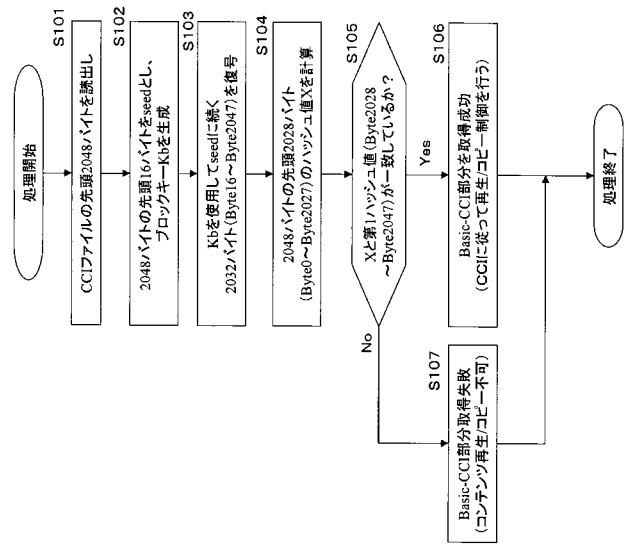 処理開始
S101
CCIファイルの先頭2048バイトを読出し
S102
2048バイトの先頭16バイトをseedとし、
ブロックキーKbを生成
S103
Kbを使用してseedに続く
2032バイト(Byte16～Byte2047)を復号
S104
2048バイトの先頭2028バイト
(Byte0～Byte2027)のハッシュ値Xを計算
S105
Xと第1ハッシュ値(Byte2028
～Byte2047)が一致しているか?
Yes
No
S106
Basic-CCI部分を取得成功
(CCIに従って再生/コピー制御を行う)
S107
Basic-CCI部分取得失敗
(コンテンツ再生/コピー不可)
処理終了